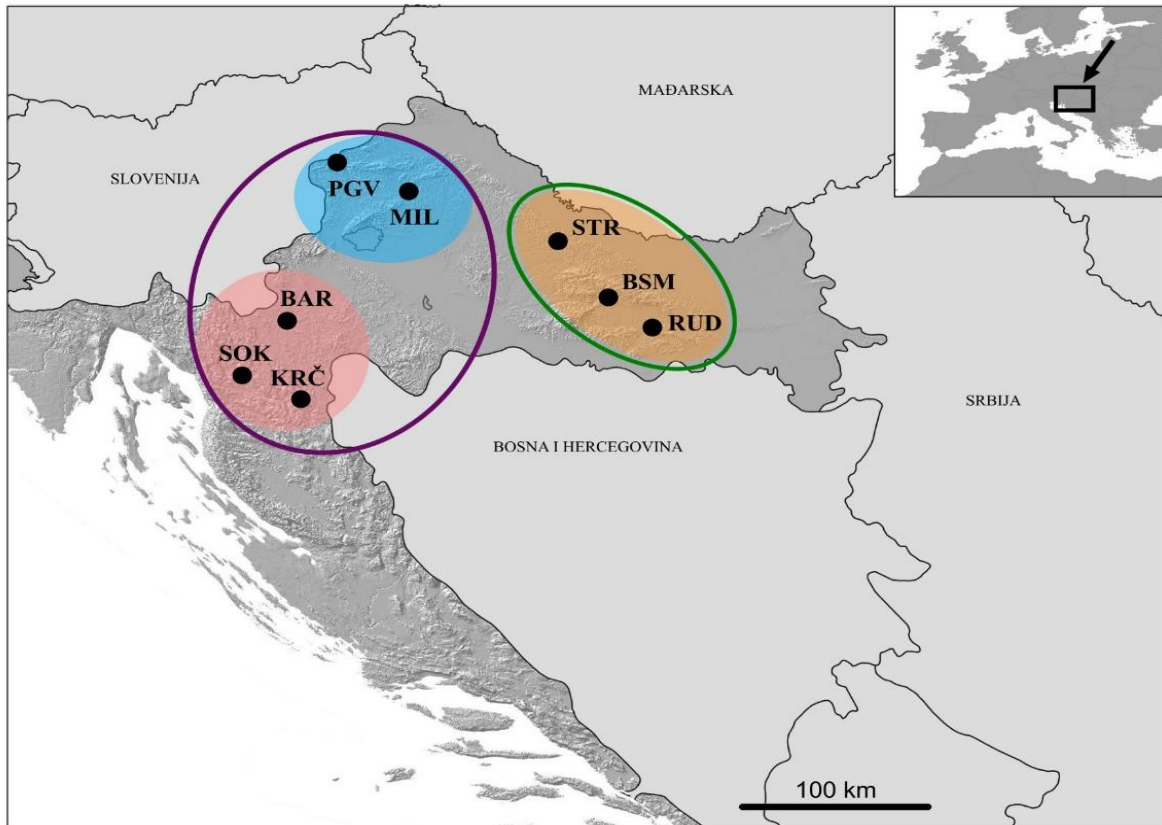 MAĐARSKA
SLOVENIJA
PGV
MIL
STR
BSM
RUD
BAR
SOK
KRČ
SRBIJA
BOSNA I HERCEGOVINA
100 km